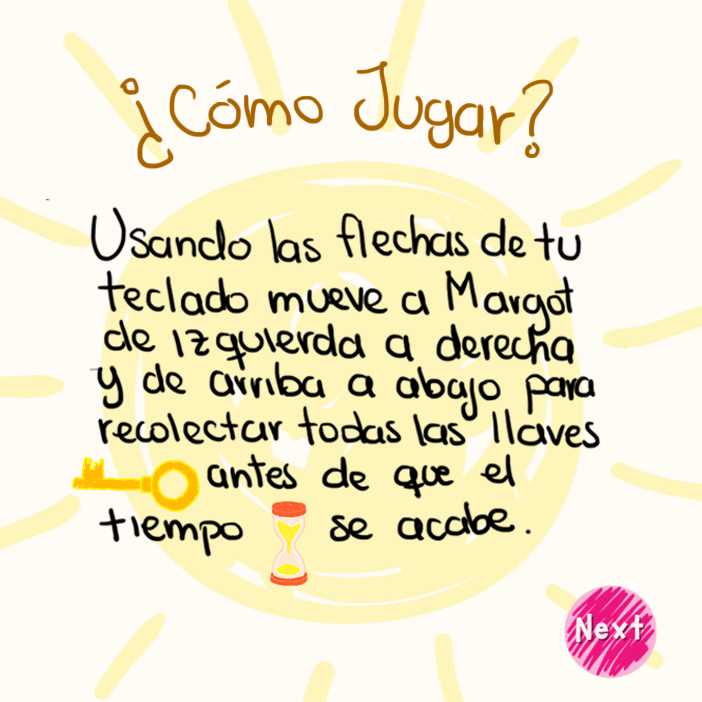 ¿Cómo Jugar?
Usando las flechas de tu
teclado mueve a Margot
de izquierda a derecha
y de arriba a abajo para
recolectar todas las llaves
antes de que el
tiempo se acabe.
Next